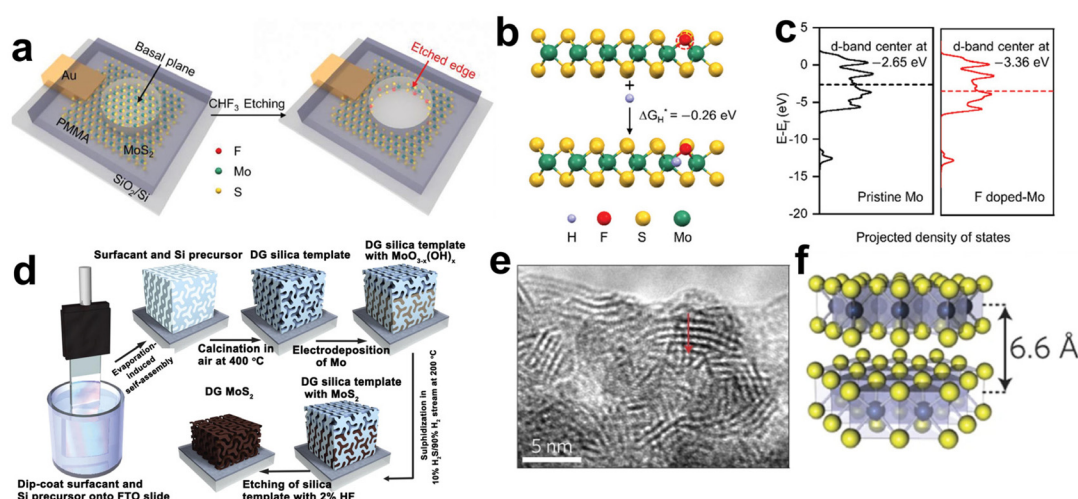 a
Basal plane
Etched edge
Au
CHF3 Etching
PMMA
MoS2
SiO2/Si
F
Mo
S
b
+
ΔG*H = −0.26 eV
H
F
S
Mo
c
d-band center at
−2.65 eV
d-band center at
−3.36 eV
E-Ef (eV)
0
-5
-10
-15
-20
Pristine Mo
F doped-Mo
Projected density of states
d
Surfacant and Si precursor
DG silica template
DG silica template
with MoO3-x(OH)x
Evaporation-
induced
self-assembly
Calcination in
air at 400 °C
Electrodeposition
of Mo
Sulphidization in
10% H2S/90% H2 stream at 200 °C
DG MoS2
DG silica template
with MoS2
Etching of silica
template with 2% HF
Dip-coat surfacant and
Si precursor onto FTO slide
e
5 nm
f
6.6 Å